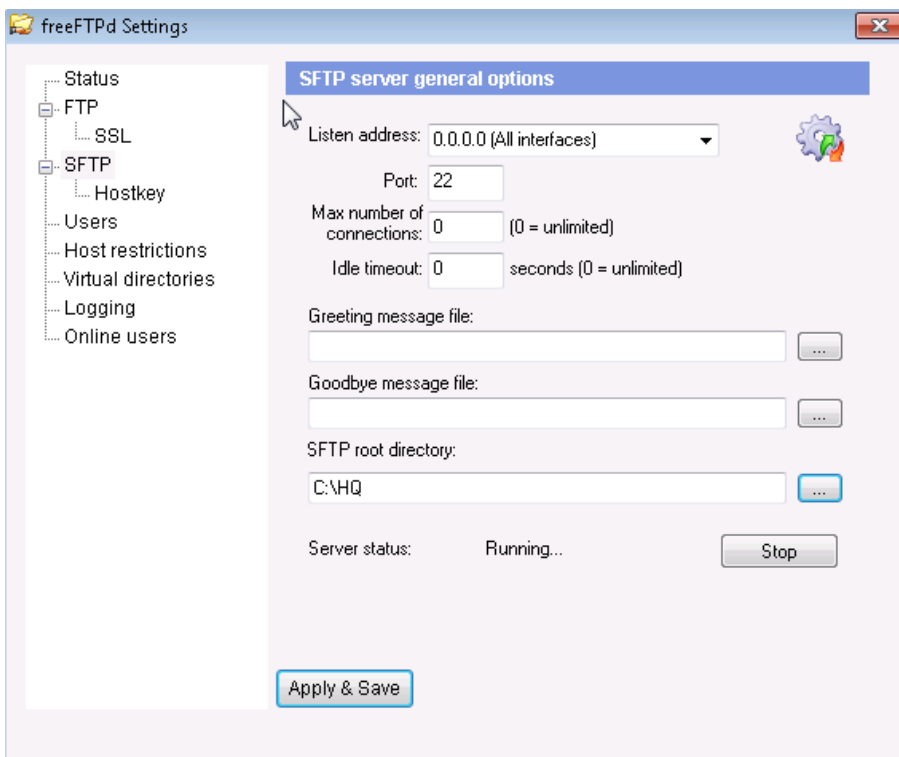 freeFTPd Settings
Status
FTP
SSL
SFTP
Hostkey
Users
Host restrictions
Virtual directories
Logging
Online users
SFTP server general options
Listen address: 0.0.0.0 (All interfaces)
Port: 22
Max number of
connections: 0 (0 = unlimited)
Idle timeout: 0 seconds (0 = unlimited)
Greeting message file:
...
Goodbye message file:
...
SFTP root directory:
C:\HQ ...
Server status: Running... Stop
Apply & Save